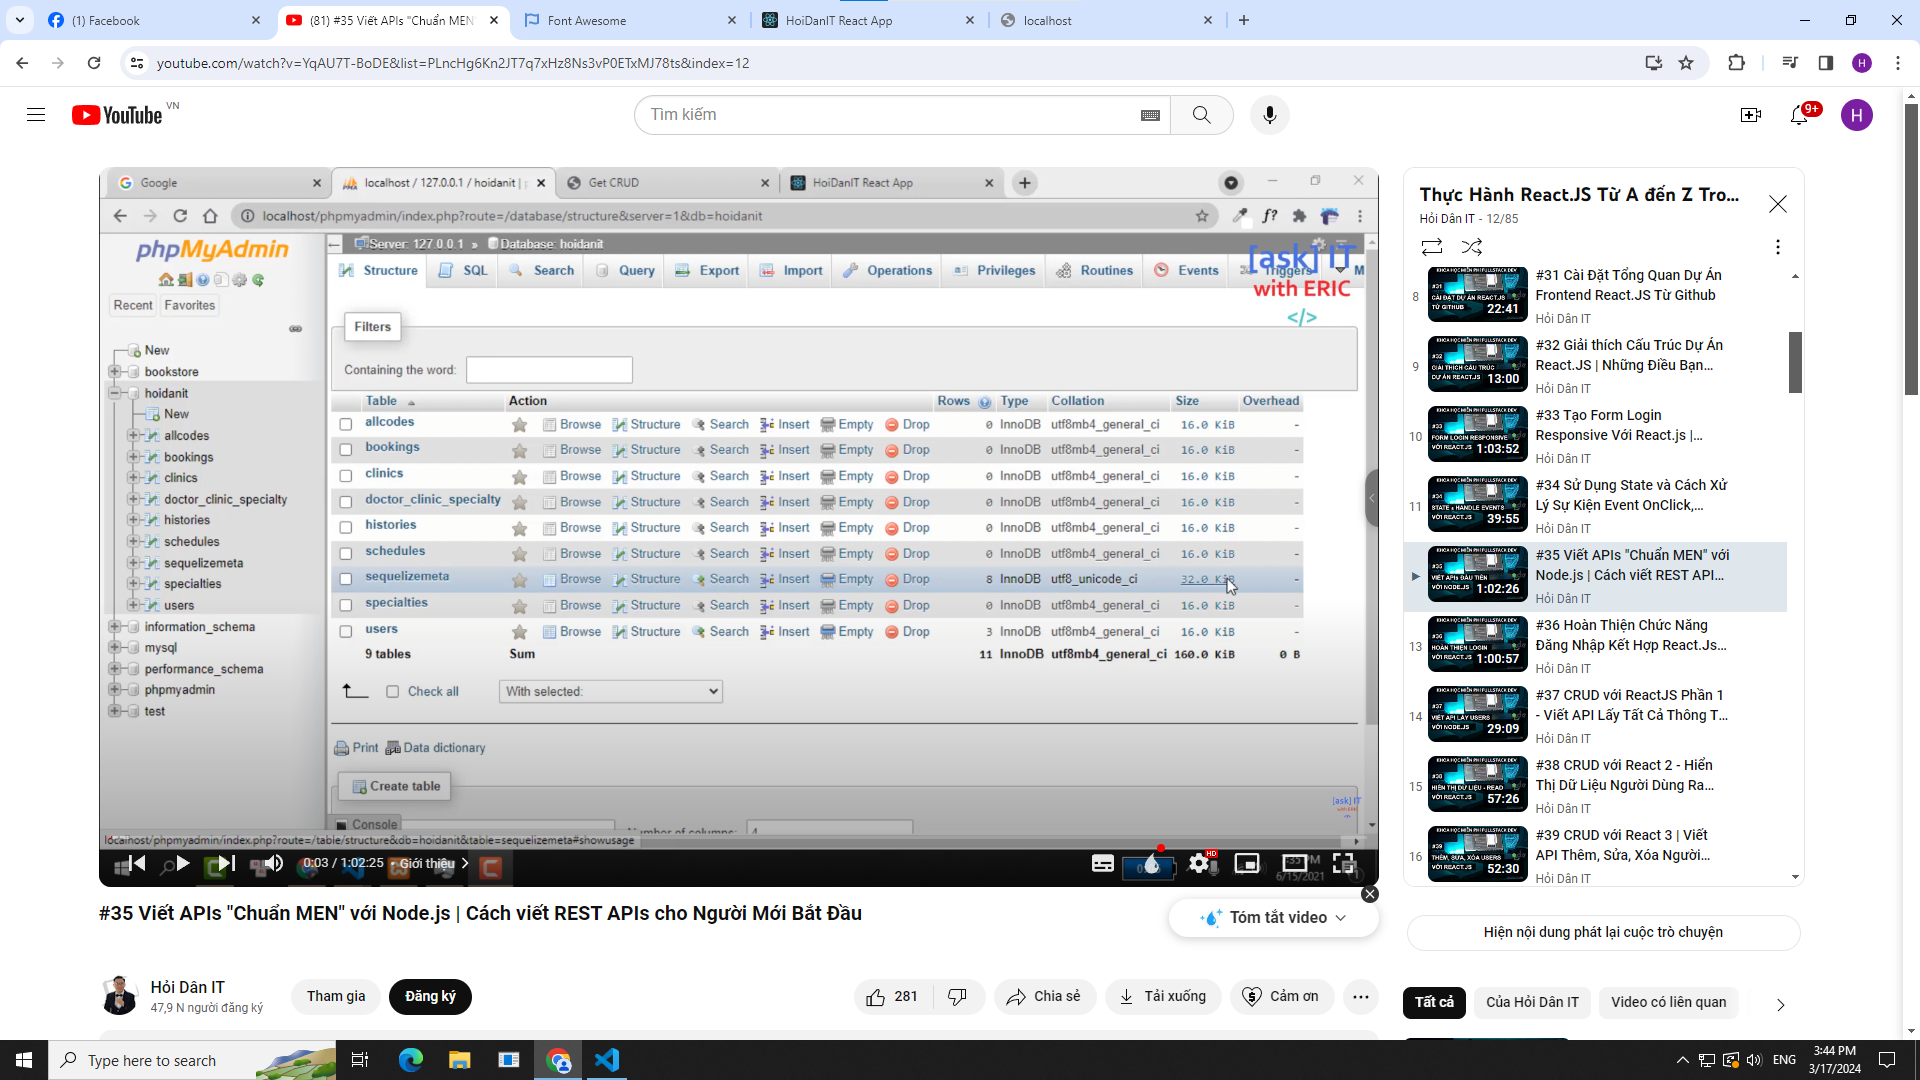 (1) Facebook
(81) #35 Viết APIs "Chuẩn MEN"
Font Awesome
HoiDanIT React App
localhost
youtube.com/watch?v=YqAU7T-BoDE&list=PLncHg6Kn2JT7q7xHz8Ns3vP0ETxMJ78ts&index=12
H
YouTube VN
Tìm kiếm
9+
H
Google
localhost / 127.0.0.1 / hoidanit | p
Get CRUD
HoiDanIT React App
localhost/phpmyadmin/index.php?route=/database/structure&server=1&db=hoidanit
f?
phpMyAdmin
Recent Favorites
New
bookstore
hoidanit
New
allcodes
bookings
clinics
doctor_clinic_specialty
histories
schedules
sequelizemeta
specialties
users
information_schema
mysql
performance_schema
phpmyadmin
test
Server: 127.0.0.1 » Database: hoidanit
Structure SQL Search Query Export Import Operations Privileges Routines Events Triggers M
[ask] IT
with ERIC
</>
Filters
Containing the word:
Table Action Rows Type Collation Size Overhead
allcodes Browse Structure Search Insert Empty Drop 0 InnoDB utf8mb4_general_ci 16.0 KiB -
bookings Browse Structure Search Insert Empty Drop 0 InnoDB utf8mb4_general_ci 16.0 KiB -
clinics Browse Structure Search Insert Empty Drop 0 InnoDB utf8mb4_general_ci 16.0 KiB -
doctor_clinic_specialty Browse Structure Search Insert Empty Drop 0 InnoDB utf8mb4_general_ci 16.0 KiB -
histories Browse Structure Search Insert Empty Drop 0 InnoDB utf8mb4_general_ci 16.0 KiB -
schedules Browse Structure Search Insert Empty Drop 0 InnoDB utf8mb4_general_ci 16.0 KiB -
sequelizemeta Browse Structure Search Insert Empty Drop 8 InnoDB utf8_unicode_ci 32.0 KiB -
specialties Browse Structure Search Insert Empty Drop 0 InnoDB utf8mb4_general_ci 16.0 KiB -
users Browse Structure Search Insert Empty Drop 3 InnoDB utf8mb4_general_ci 16.0 KiB -
9 tables Sum 11 InnoDB utf8mb4_general_ci 160.0 KiB 0 B
Check all With selected:
Print Data dictionary
Create table
Console
Number of columns: 4
[ask] IT
localhost/phpmyadmin/index.php?route=/table/structure&db=hoidanit&table=sequelizemeta#showusage
0:03 / 1:02:25 • Giới thiệu
HD
6/15/2021
#35 Viết APIs "Chuẩn MEN" với Node.js | Cách viết REST APIs cho Người Mới Bắt Đầu
Tóm tắt video
Hỏi Dân IT
47,9 N người đăng ký
Tham gia
Đăng ký
281
Chia sẻ
Tải xuống
Cảm ơn
Thực Hành React.JS Từ A đến Z Tro...
Hỏi Dân IT - 12/85
8
22:41
#31 Cài Đặt Tổng Quan Dự Án
Frontend React.JS Từ Github
Hỏi Dân IT
9
13:00
#32 Giải thích Cấu Trúc Dự Án
React.JS | Những Điều Bạn...
Hỏi Dân IT
10
1:03:52
#33 Tạo Form Login
Responsive Với React.js |...
Hỏi Dân IT
11
39:55
#34 Sử Dụng State và Cách Xử
Lý Sự Kiện Event OnClick,...
Hỏi Dân IT
1:02:26
#35 Viết APIs "Chuẩn MEN" với
Node.js | Cách viết REST API...
Hỏi Dân IT
13
1:00:57
#36 Hoàn Thiện Chức Năng
Đăng Nhập Kết Hợp React.Js...
Hỏi Dân IT
14
29:09
#37 CRUD với ReactJS Phần 1
- Viết API Lấy Tất Cả Thông T...
Hỏi Dân IT
15
57:26
#38 CRUD với React 2 - Hiển
Thị Dữ Liệu Người Dùng Ra...
Hỏi Dân IT
16
52:30
#39 CRUD với React 3 | Viết
API Thêm, Sửa, Xóa Người...
Hỏi Dân IT
Hiện nội dung phát lại cuộc trò chuyện
Tất cả
Của Hỏi Dân IT
Video có liên quan
Type here to search
ENG
3:44 PM
3/17/2024